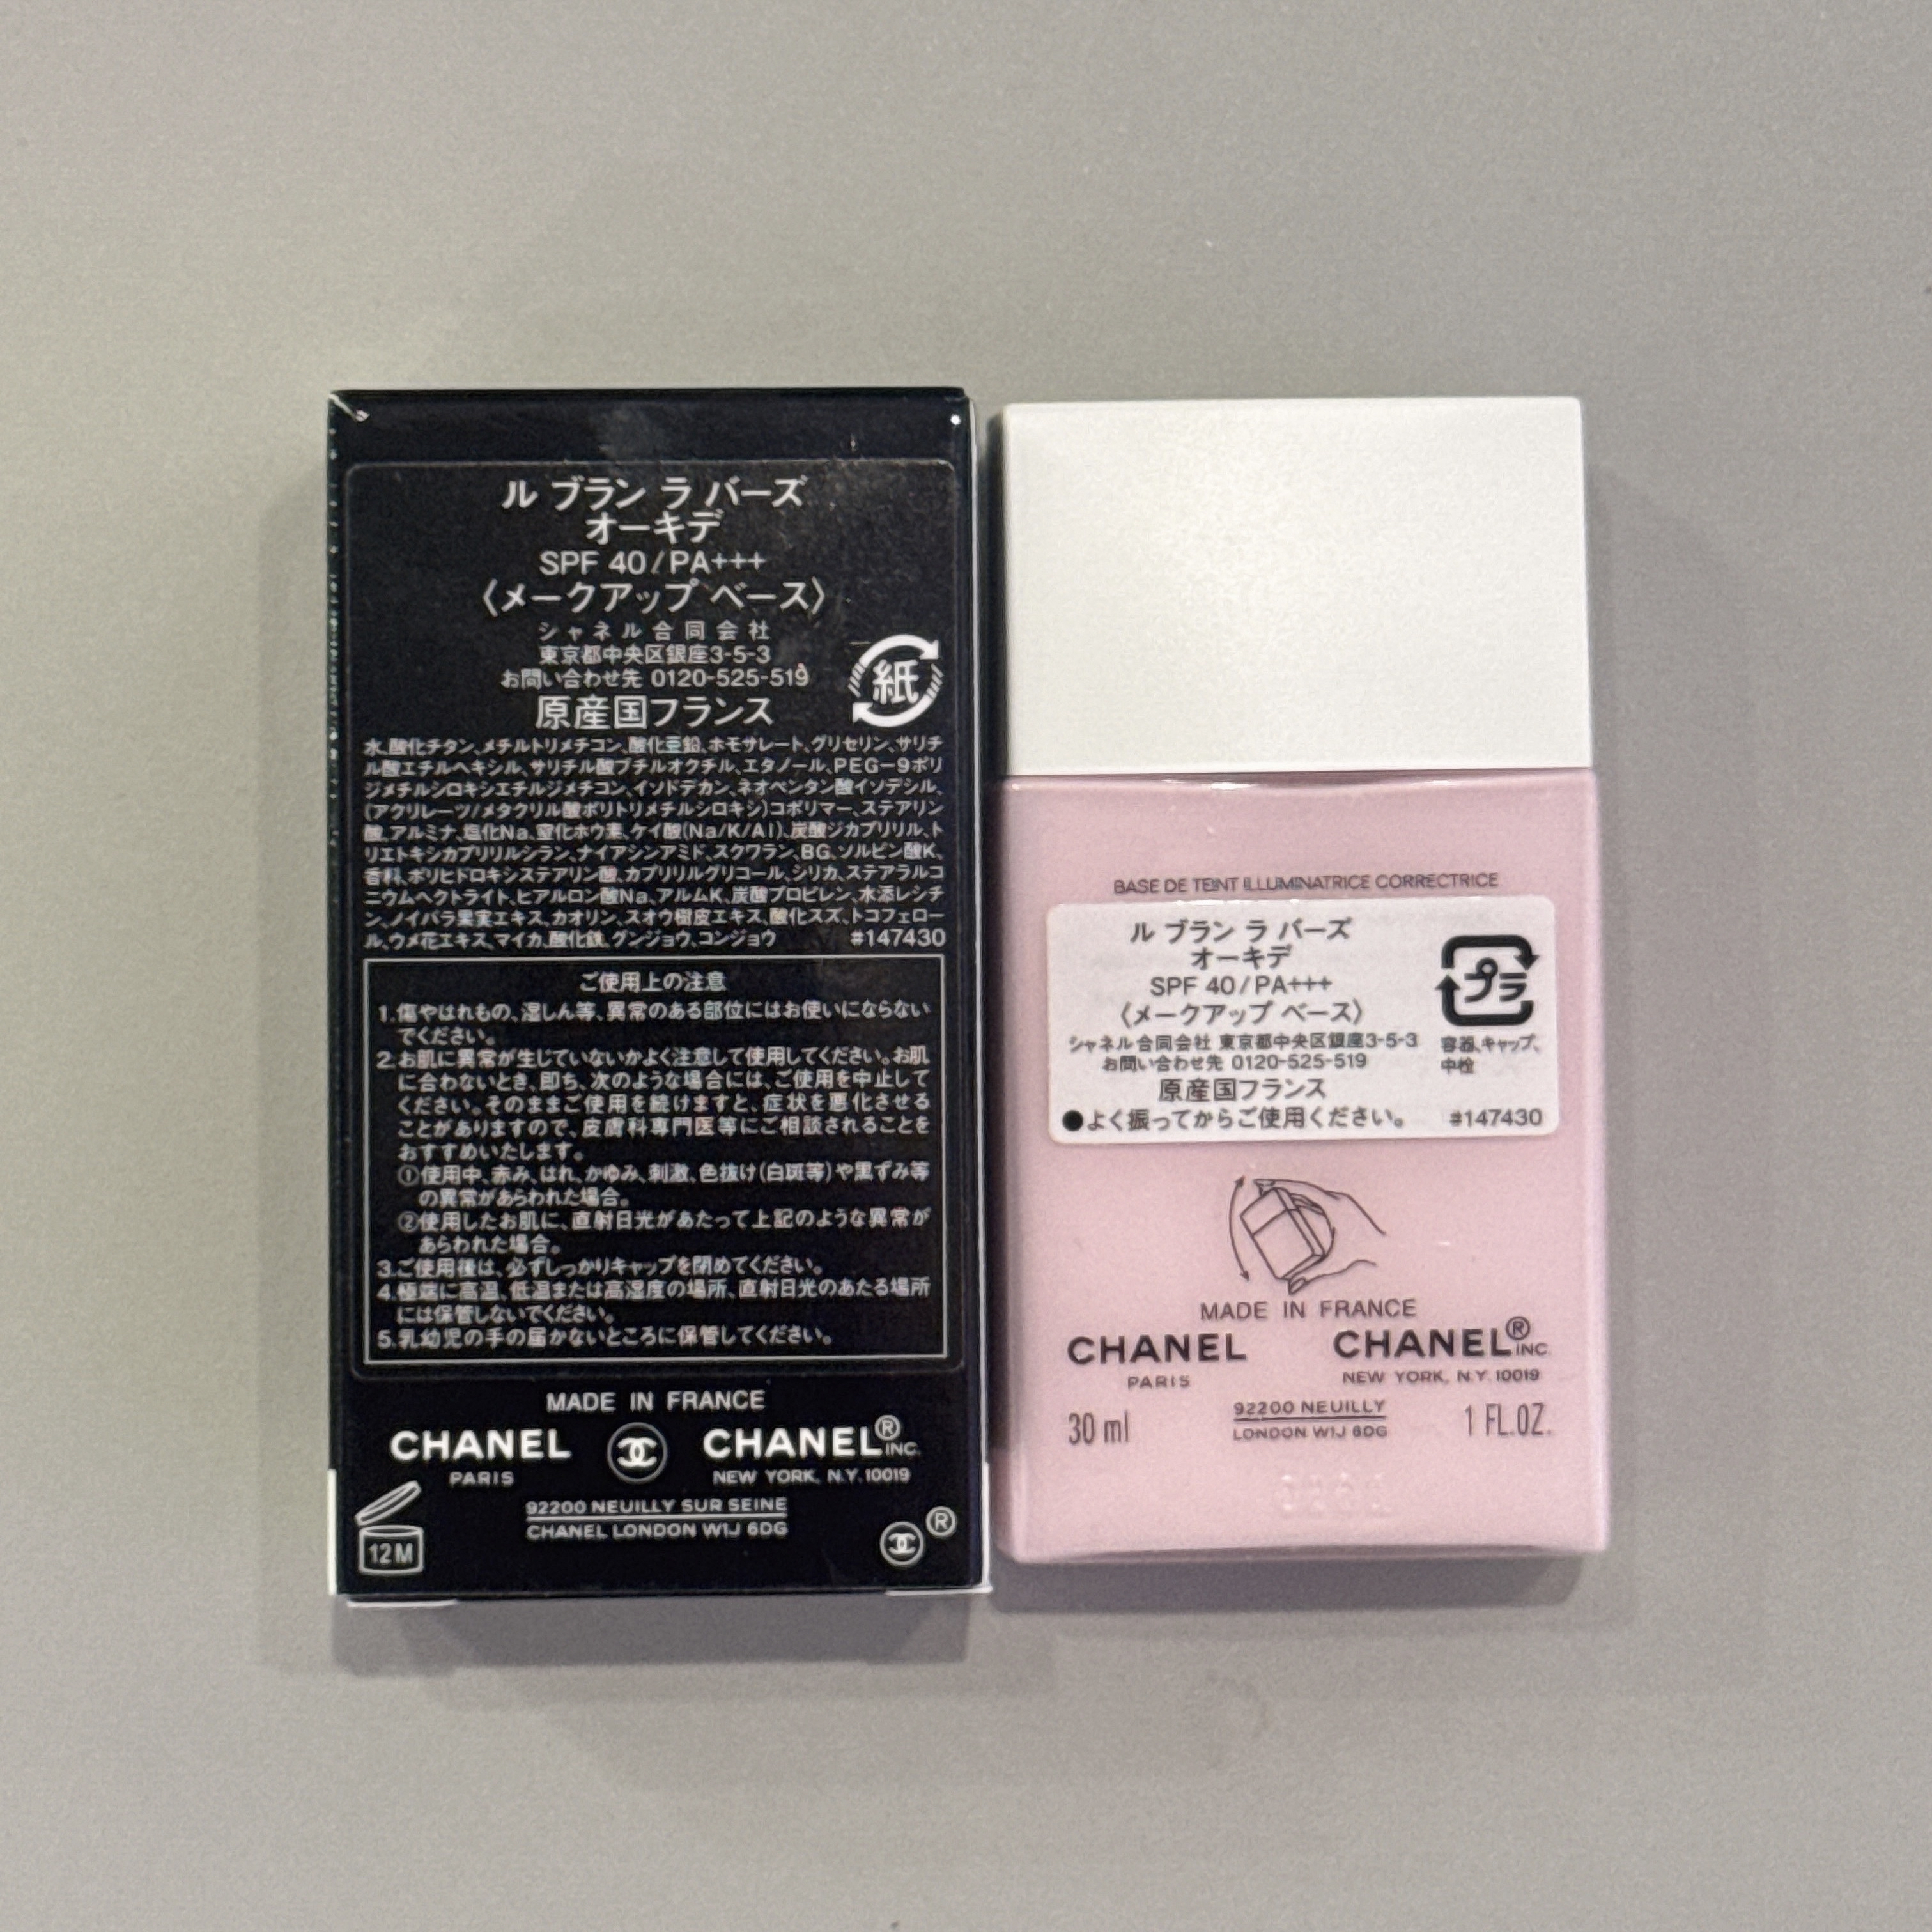 ル ブラン ラ バーズ
オーキデ
SPF 40/PA+++
〈メークアップ ベース〉
シャネル合同会社
東京都中央区銀座3-5-3
お問い合わせ先 0120-525-519
原産国フランス
紙
水、酸化チタン、メチルトリメチコン、酸化亜鉛、ホモサレート、グリセリン、サリチ
ル酸エチルヘキシル、サリチル酸ブチルオクチル、エタノール、PEG-9ポリ
ジメチルシロキシエチルジメチコン、イソドデカン、ネオペンタン酸イソデシル、
(アクリレーツ/メタクリル酸ポリトリメチルシロキシ)コポリマー、ステアリン
酸、アルミナ、塩化Na、窒化ホウ素、ケイ酸(Na/K/Al)、炭酸ジカプリリル、ト
リエトキシカプリリルシラン、ナイアシンアミド、スクワラン、BG、ソルビン酸K、
香料、ポリヒドロキシステアリン酸、カプリリルグリコール、シリカ、ステアラルコ
ニウムヘクトライト、ヒアルロン酸Na、アルムK、炭酸プロピレン、水添レシチ
ン、ノイバラ果実エキス、カオリン、スオウ樹皮エキス、酸化スズ、トコフェロー
ル、ウメ花エキス、マイカ、酸化鉄、グンジョウ、コンジョウ #147430
ご使用上の注意
1.傷やはれもの、湿しん等、異常のある部位にはお使いにならない
でください。
2.お肌に異常が生じていないかよく注意して使用してください。お肌
に合わないとき、即ち、次のような場合には、ご使用を中止して
ください。そのままご使用を続けますと、症状を悪化させる
ことがありますので、皮膚科専門医等にご相談されることを
おすすめいたします。
①使用中、赤み、はれ、かゆみ、刺激、色抜け(白斑等)や黒ずみ等
の異常があらわれた場合。
②使用したお肌に、直射日光があたって上記のような異常が
あらわれた場合。
3.ご使用後は、必ずしっかりキャップを閉めてください。
4.極端に高温、低温または高湿度の場所、直射日光のあたる場所
には保管しないでください。
5.乳幼児の手の届かないところに保管してください。
MADE IN FRANCE
CHANEL CHANEL® INC.
PARIS NEW YORK, N.Y. 10019
92200 NEUILLY SUR SEINE
CHANEL LONDON W1J 6DG
12M
®
BASE DE TEINT ILLUMINATRICE CORRECTRICE
ル ブラン ラ バーズ
オーキデ
SPF 40/PA+++
〈メークアップ ベース〉
シャネル合同会社 東京都中央区銀座3-5-3
お問い合わせ先 0120-525-519
原産国フランス
●よく振ってからご使用ください。 #147430
プラ
容器、キャップ、
中栓
MADE IN FRANCE
CHANEL CHANEL® INC.
PARIS NEW YORK, N.Y. 10019
92200 NEUILLY
30 ml LONDON W1J 6DG 1 FL.OZ.